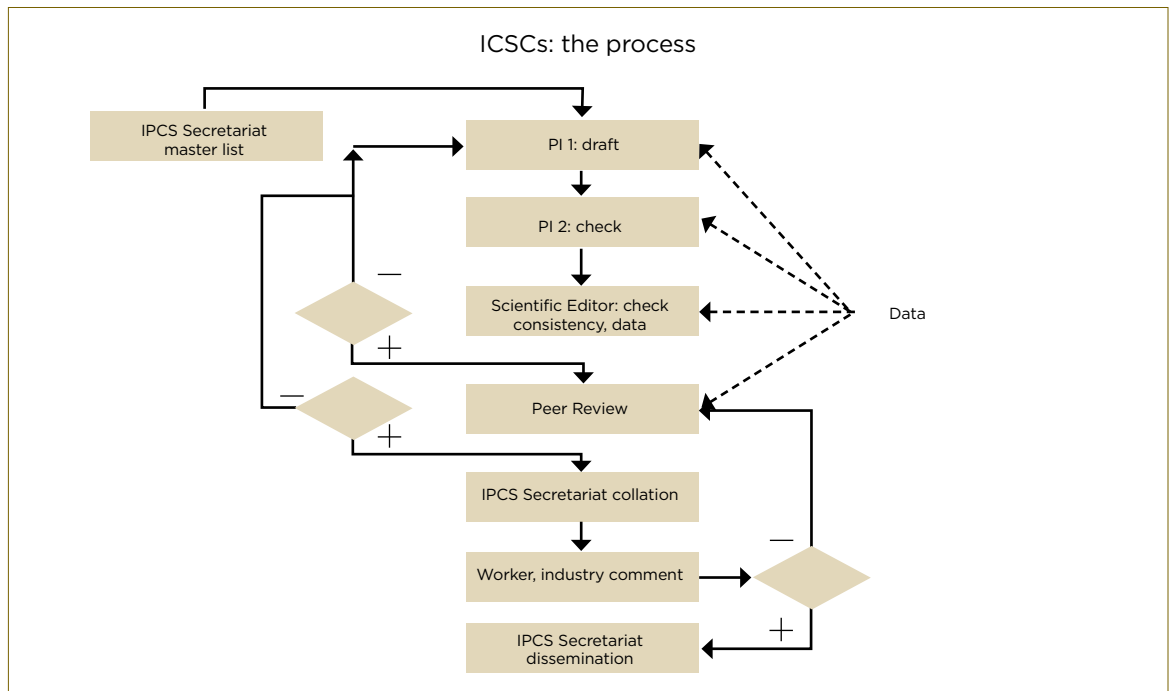 ICSCs: the process
IPCS Secretariat
master list
PI 1: draft
PI 2: check
—
Scientific Editor: check
consistency, data
Data
+
—
Peer Review
+
IPCS Secretariat collation
—
Worker, industry comment
+
IPCS Secretariat
dissemination